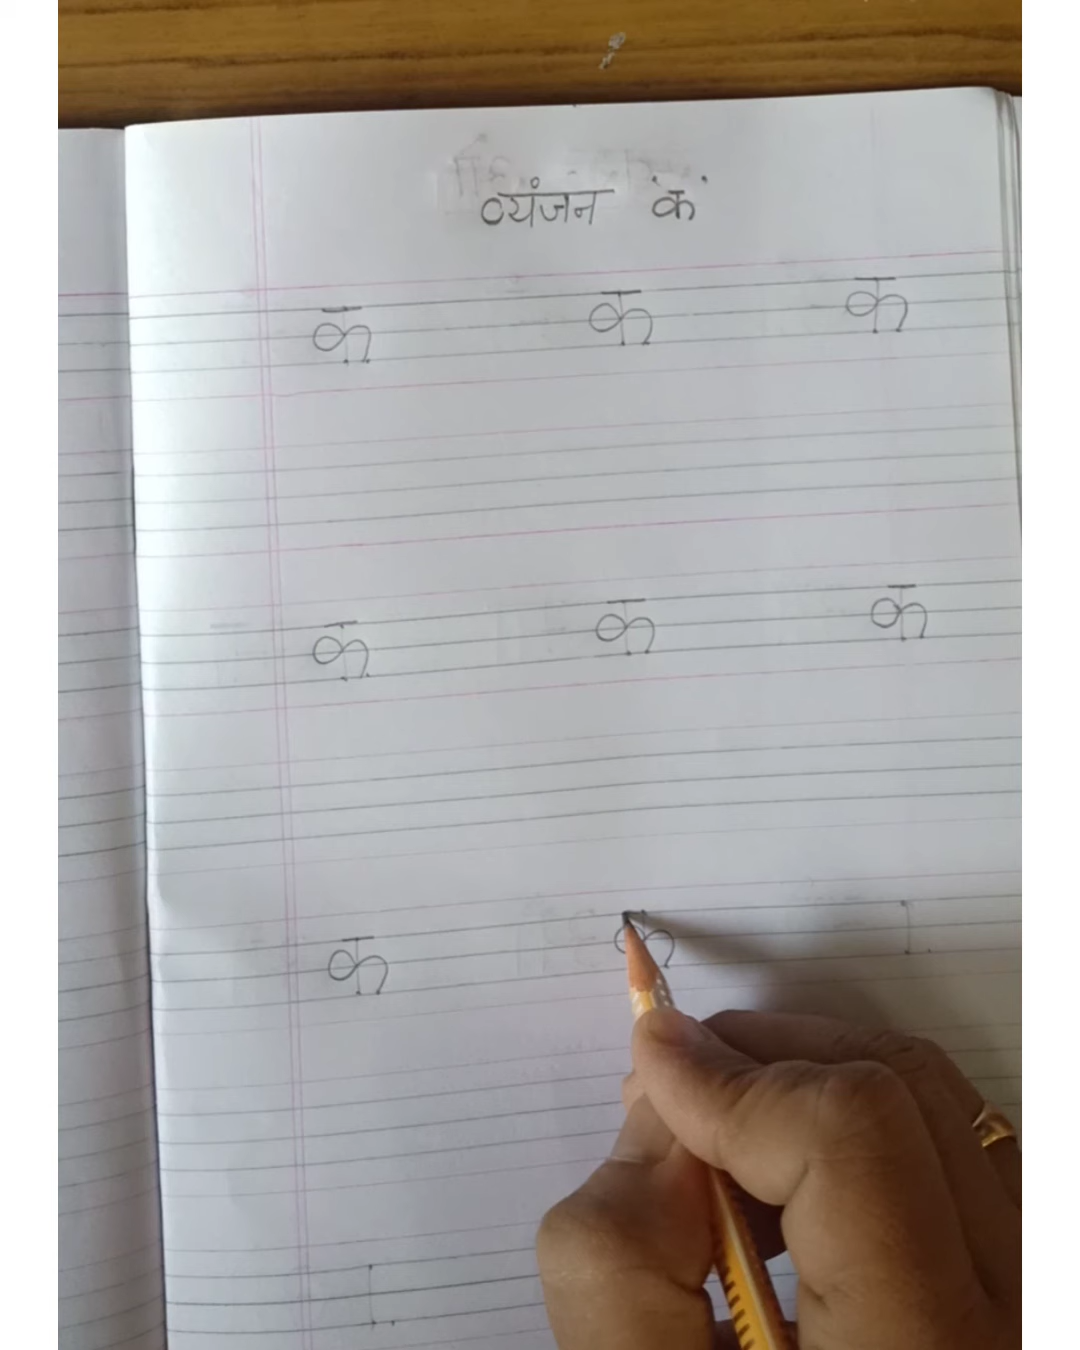 व्यंजन 'क'
क क क
क क क
क क